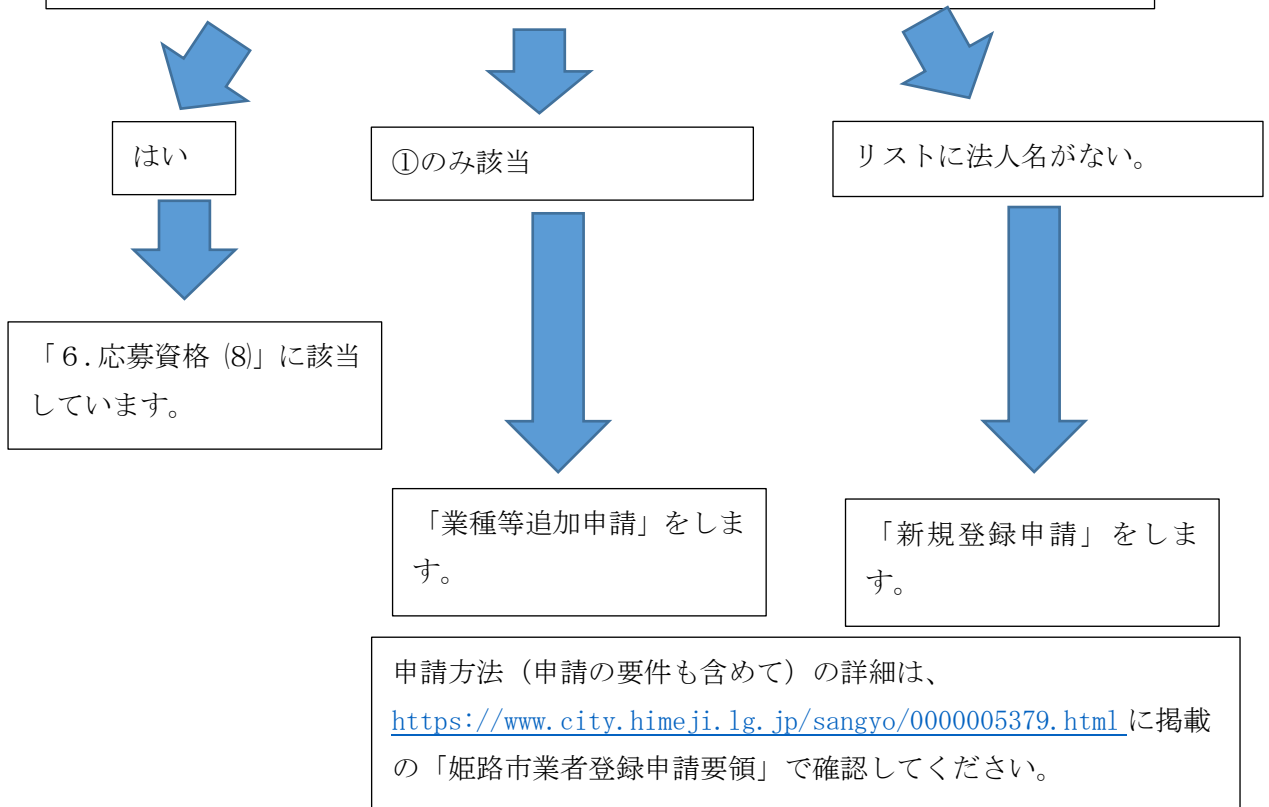 はい
①のみ該当
リストに法人名がない。
「６.応募資格 ⑻」に該当
しています。
「業種等追加申請」をしま
す。
「新規登録申請」をしま
す。
申請方法（申請の要件も含めて）の詳細は、
https://www.city.himeji.lg.jp/sangyo/0000005379.html に掲載
の「姫路市業者登録申請要領」で確認してください。